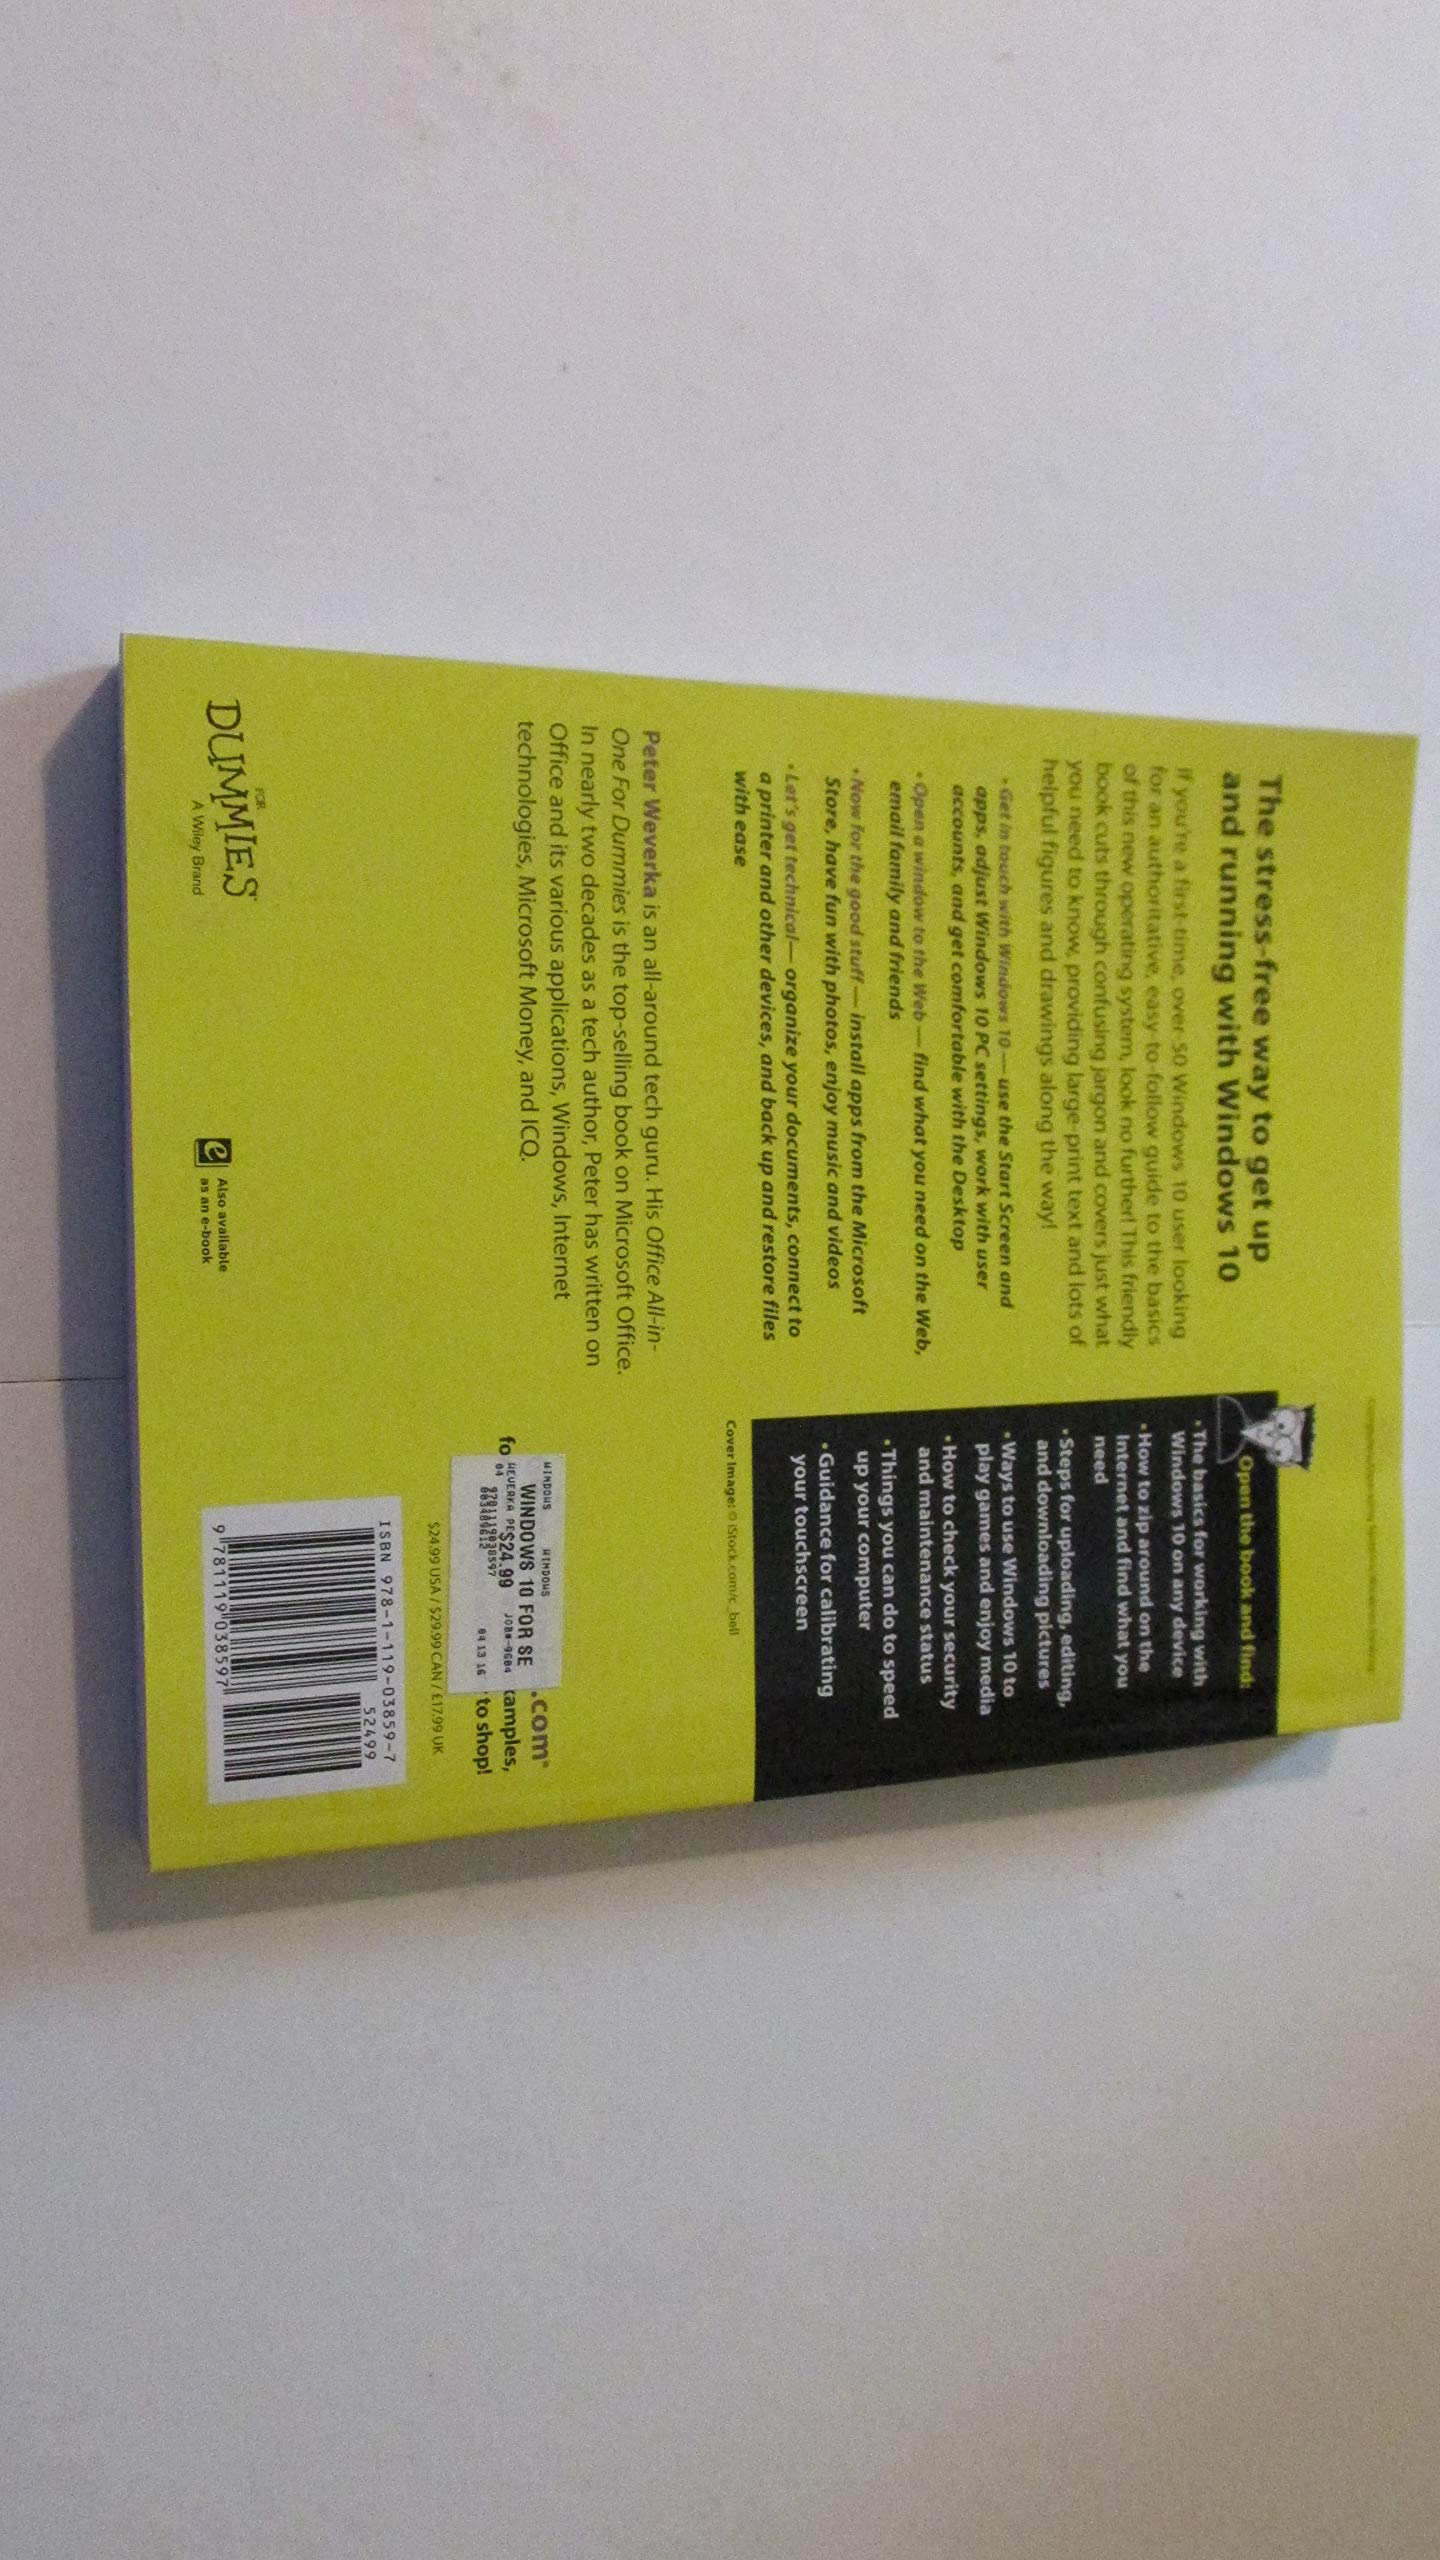 The stress-free way to get up
and running with Windows 10
If you're a first-time, over-50 Windows 10 user looking
for an authoritative, easy-to-follow guide to the basics
of this new operating system, look no further! This friendly
book cuts through confusing jargon and covers just what
you need to know, providing large-print text and lots of
helpful figures and drawings along the way!
• Get in touch with Windows 10 — use the Start Screen and
apps, adjust Windows 10 PC settings, work with user
accounts, and get comfortable with the Desktop
• Open a window to the Web — find what you need on the Web,
email family and friends
• Now for the good stuff — install apps from the Microsoft
Store, have fun with photos, enjoy music and videos
• Let's get technical — organize your documents, connect to
a printer and other devices, and back up and restore files
with ease
Peter Weverka is an all-around tech guru. His Office All-in-
One For Dummies is the top-selling book on Microsoft Office.
In nearly two decades as a tech author, Peter has written on
Office and its various applications, Windows, Internet
technologies, Microsoft Money, and ICQ.
Open the book and find:
• The basics for working with
Windows 10 on any device
• How to zip around on the
Internet and find what you
need
• Steps for uploading, editing,
and downloading pictures
• Ways to use Windows 10 to
play games and enjoy media
• How to check your security
and maintenance status
• Things you can do to speed
up your computer
• Guidance for calibrating
your touchscreen
Cover Image: © iStock.com/c_bell
.com®
fo
amples,
to shop!
WINDOWS WINDOWS
WINDOWS 10 FOR SE
WEVERKA PE $24.99 JOB#-9604
04 9781119038597 04 13 16
$24.99 USA / $29.99 CAN / £17.99 UK
ISBN 978-1-119-03859-7
52499
9 781119 038597
FOR
DUMMIES
A Wiley Brand
e
Also available
as an e-book